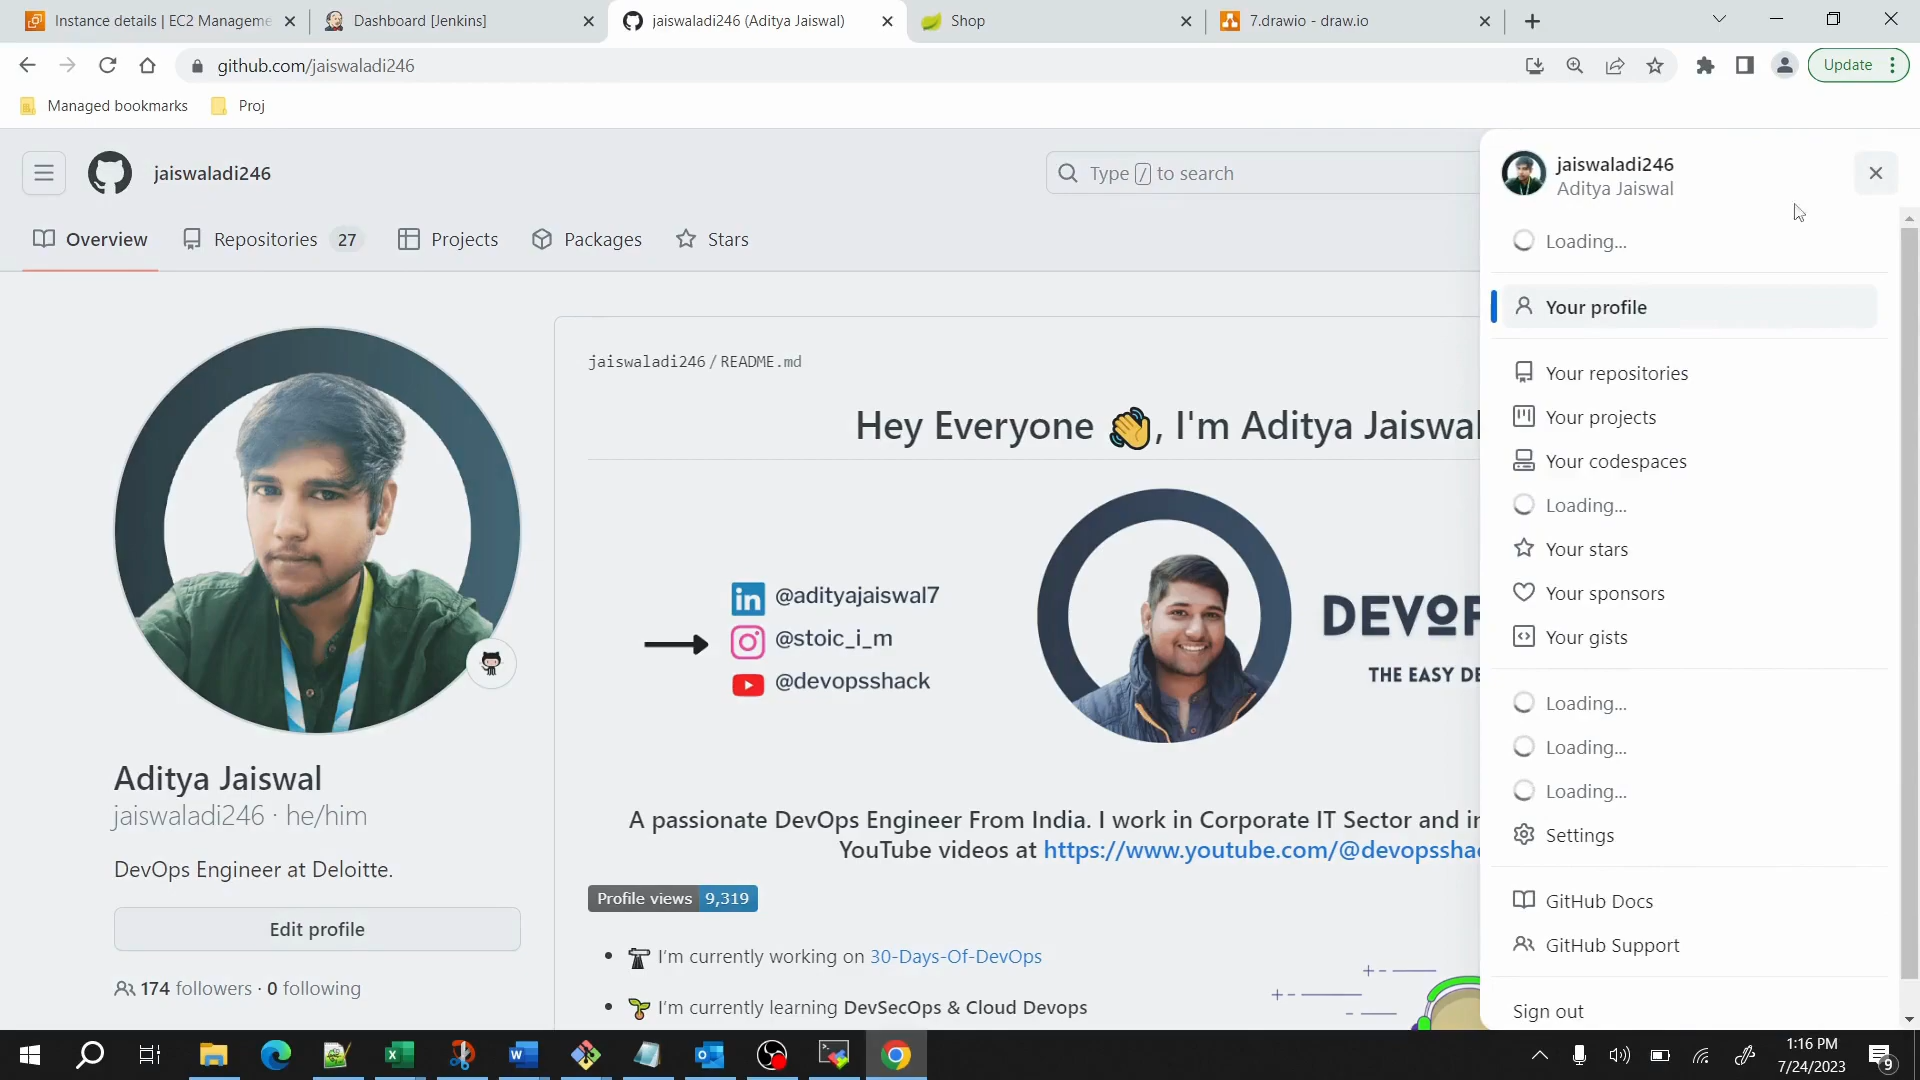 Instance details | EC2 Manageme
Dashboard [Jenkins]
jaiswaladi246 (Aditya Jaiswal)
Shop
7.drawio - draw.io
github.com/jaiswaladi246
Update
Managed bookmarks
Proj
jaiswaladi246
Type / to search
Overview
Repositories 27
Projects
Packages
Stars
jaiswaladi246 / README.md
Hey Everyone 👋, I'm Aditya Jaiswal
@adityajaiswal7
@stoic_i_m
@devopsshack
DEVOP
THE EASY DE
A passionate DevOps Engineer From India. I work in Corporate IT Sector and in
YouTube videos at https://www.youtube.com/@devopssha
Profile views 9,319
I'm currently working on 30-Days-Of-DevOps
I'm currently learning DevSecOps & Cloud Devops
Aditya Jaiswal
jaiswaladi246 · he/him
DevOps Engineer at Deloitte.
Edit profile
174 followers · 0 following
jaiswaladi246
Aditya Jaiswal
Loading...
Your profile
Your repositories
Your projects
Your codespaces
Loading...
Your stars
Your sponsors
Your gists
Loading...
Loading...
Loading...
Settings
GitHub Docs
GitHub Support
Sign out
1:16 PM
7/24/2023
9